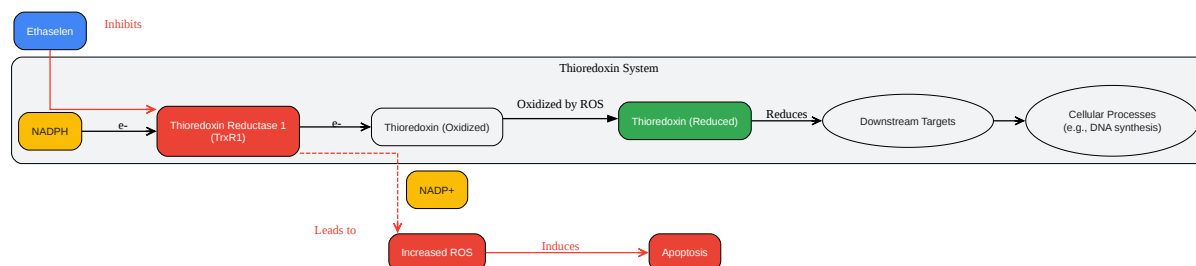 Ethaselen
Inhibits
Thioredoxin System
NADPH
e-
Thioredoxin Reductase 1
(TrxR1)
e-
Thioredoxin (Oxidized)
Oxidized by ROS
Thioredoxin (Reduced)
Reduces
Downstream Targets
Cellular Processes
(e.g., DNA synthesis)
NADP+
Leads to
Increased ROS
Induces
Apoptosis